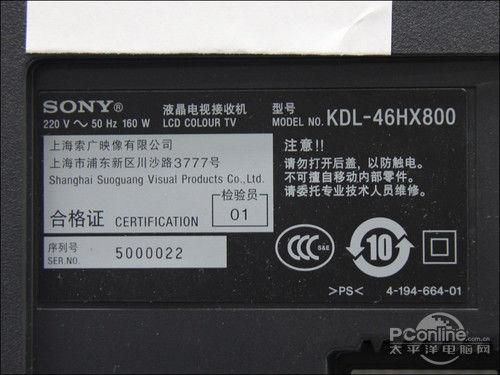 SONY® 液晶电视接收机 型号
220 V ~ 50 Hz 160 W LCD COLOUR TV MODEL NO. KDL-46HX800
上海索广映像有限公司
上海市浦东新区川沙路3777号
Shanghai Suoguang Visual Products Co.,Ltd.
检验员
合格证 CERTIFICATION 01
序列号
SER.NO. 5000022
注意!!
请勿打开后盖，以防触电。
不可擅自移动内部零件。
请委托专业技术人员维修。
CCC S&E 10
>PS< 4-194-664-01
PConline.com.cn
太平洋电脑网